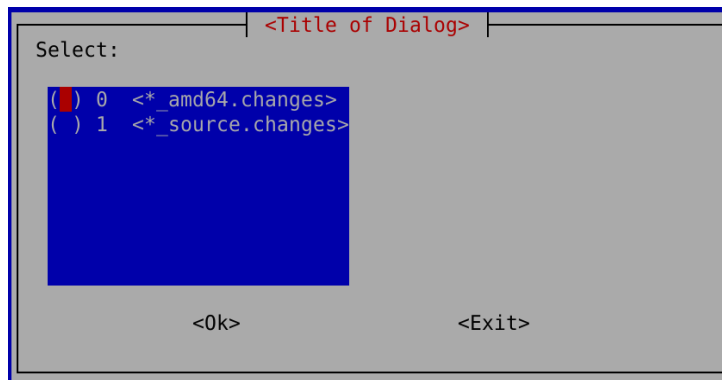 <Title of Dialog>
Select:
( ) 0 <*_amd64.changes>
( ) 1 <*_source.changes>
<Ok> <Exit>